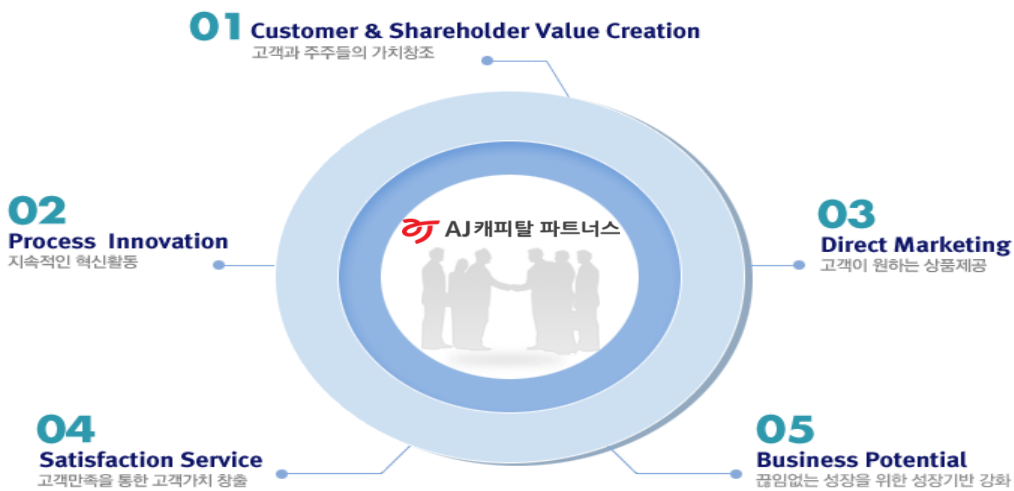 01 Customer & Shareholder Value Creation
고객과 주주들의 가치창조
02
Process Innovation
지속적인 혁신활동
AJ캐피탈 파트너스
03
Direct Marketing
고객이 원하는 상품제공
04
Satisfaction Service
고객만족을 통한 고객가치 창출
05
Business Potential
끊임없는 성장을 위한 성장기반 강화